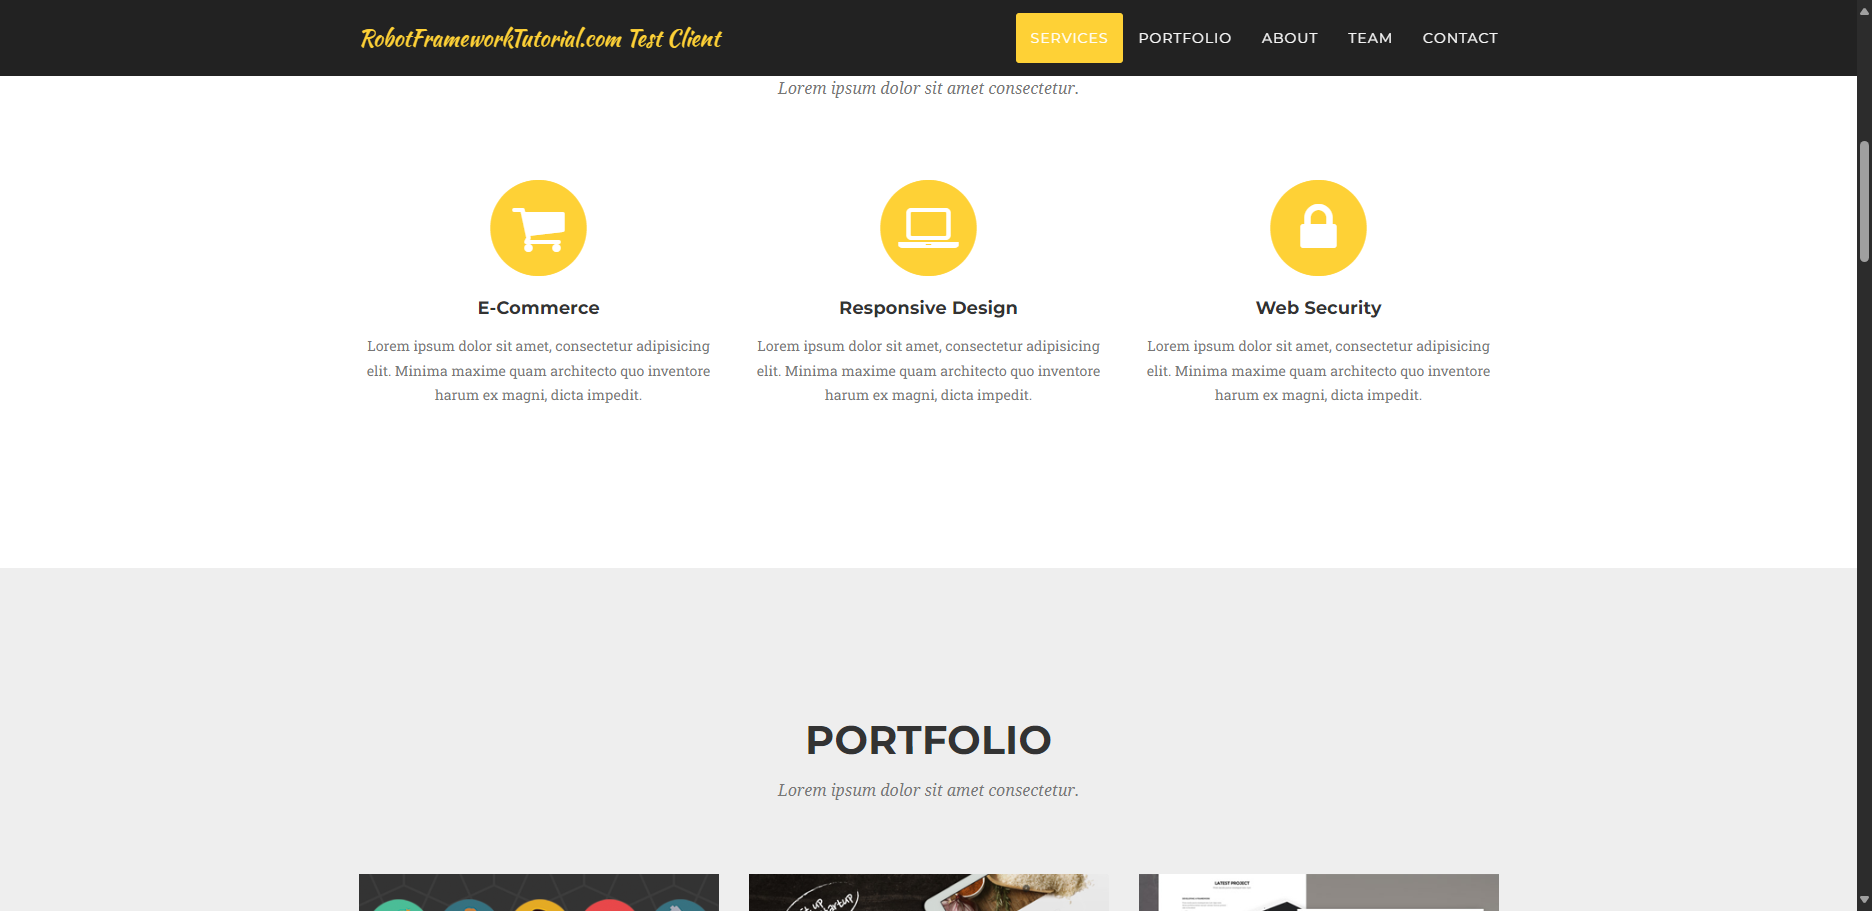 RobotFrameworkTutorial.com Test Client
SERVICES PORTFOLIO ABOUT TEAM CONTACT
Lorem ipsum dolor sit amet consectetur.
E-Commerce
Lorem ipsum dolor sit amet, consectetur adipisicing
elit. Minima maxime quam architecto quo inventore
harum ex magni, dicta impedit.
Responsive Design
Lorem ipsum dolor sit amet, consectetur adipisicing
elit. Minima maxime quam architecto quo inventore
harum ex magni, dicta impedit.
Web Security
Lorem ipsum dolor sit amet, consectetur adipisicing
elit. Minima maxime quam architecto quo inventore
harum ex magni, dicta impedit.
PORTFOLIO
Lorem ipsum dolor sit amet consectetur.
up
LATEST PROJECT